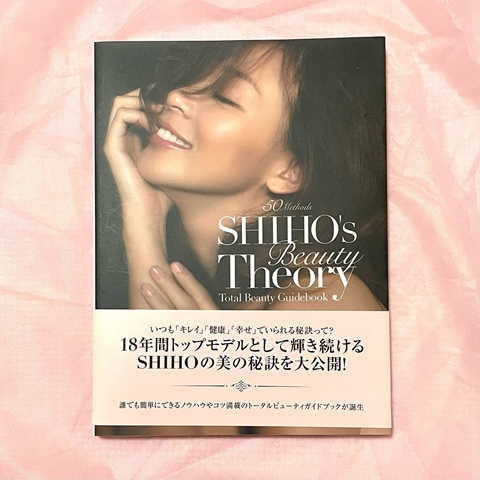 50 Methods
SHIHO's
Beauty
Theory
Total Beauty Guidebook
いつも「キレイ」「健康」「幸せ」でいられる秘訣って?
18年間トップモデルとして輝き続ける
SHIHOの美の秘訣を大公開!
誰でも簡単にできるノウハウやコツ満載のトータルビューティガイドブックが誕生